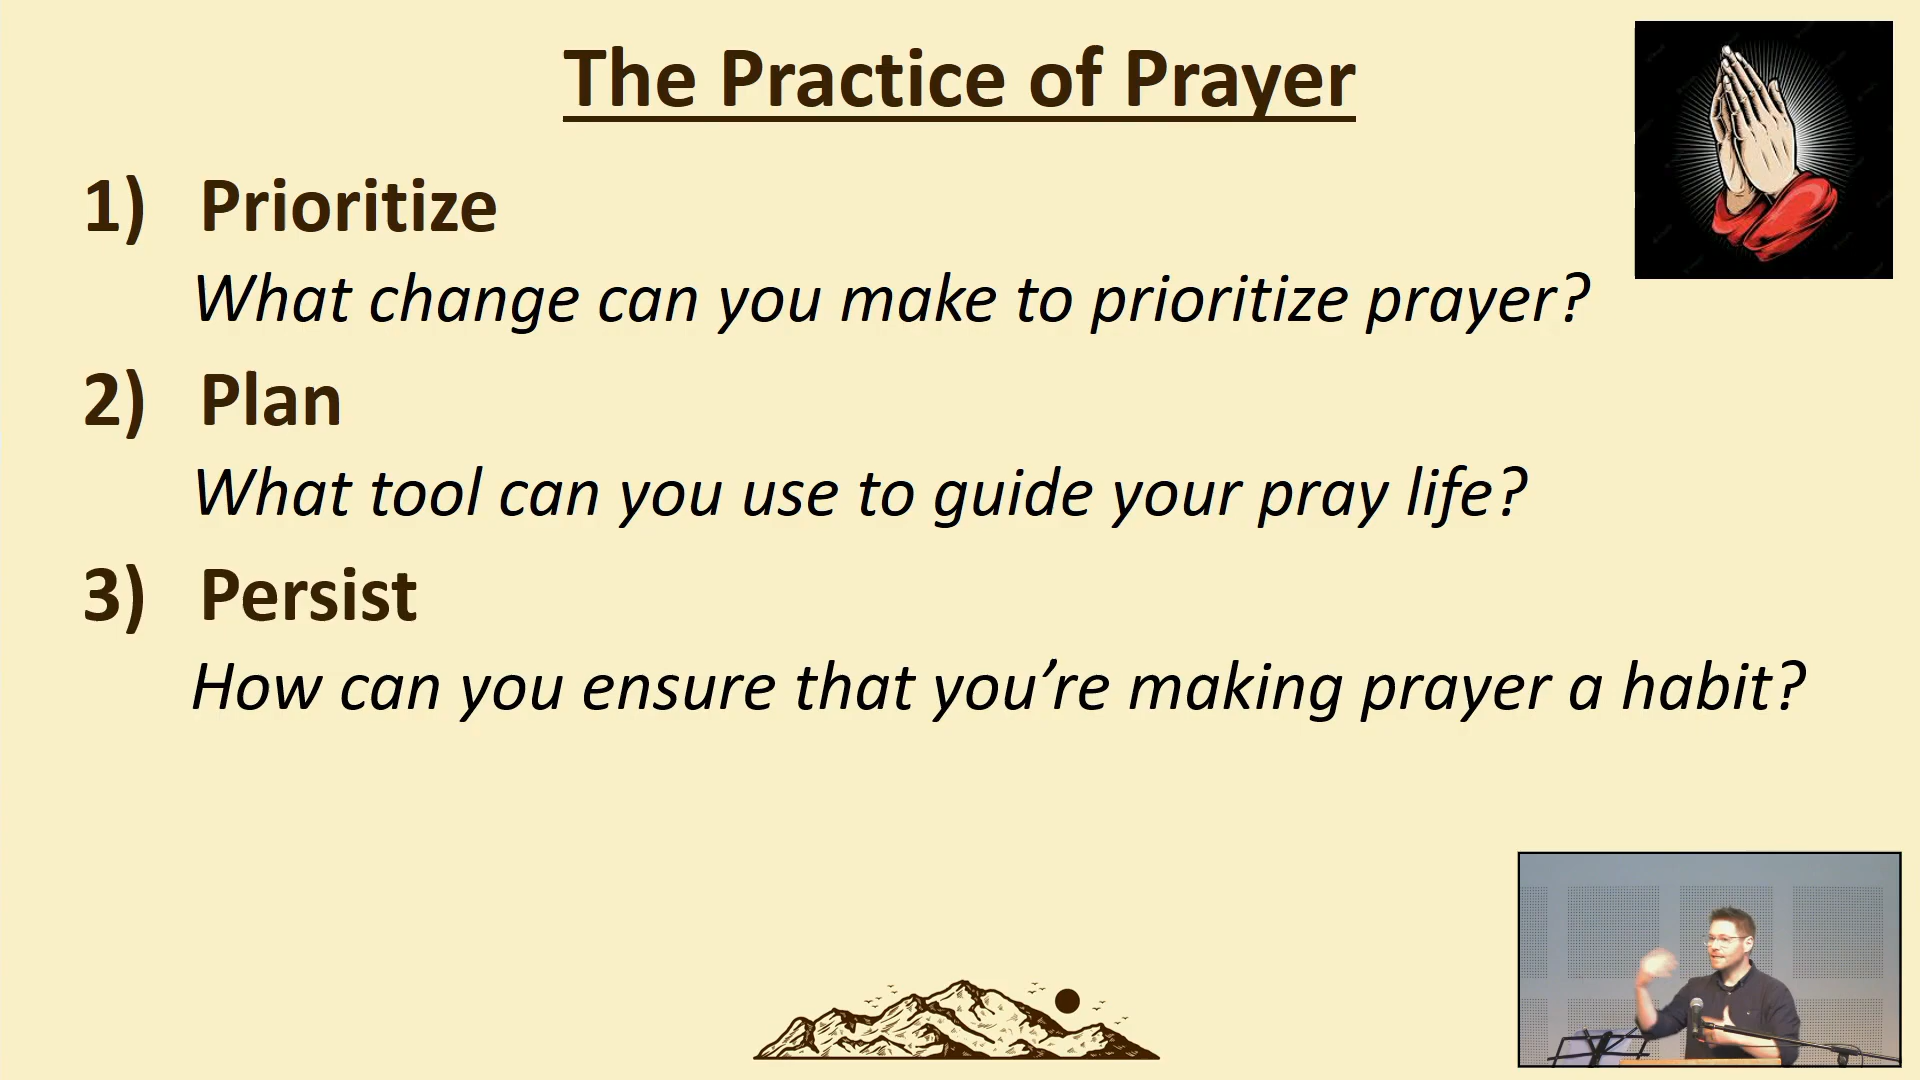 The Practice of Prayer
1) Prioritize
What change can you make to prioritize prayer?
2) Plan
What tool can you use to guide your pray life?
3) Persist
How can you ensure that you’re making prayer a habit?